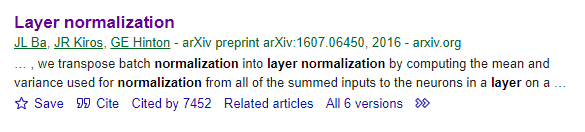 Layer normalization
JL Ba, JR Kiros, GE Hinton - arXiv preprint arXiv:1607.06450, 2016 - arxiv.org
… , we transpose batch normalization into layer normalization by computing the mean and
variance used for normalization from all of the summed inputs to the neurons in a layer on a …
Save Cite Cited by 7452 Related articles All 6 versions